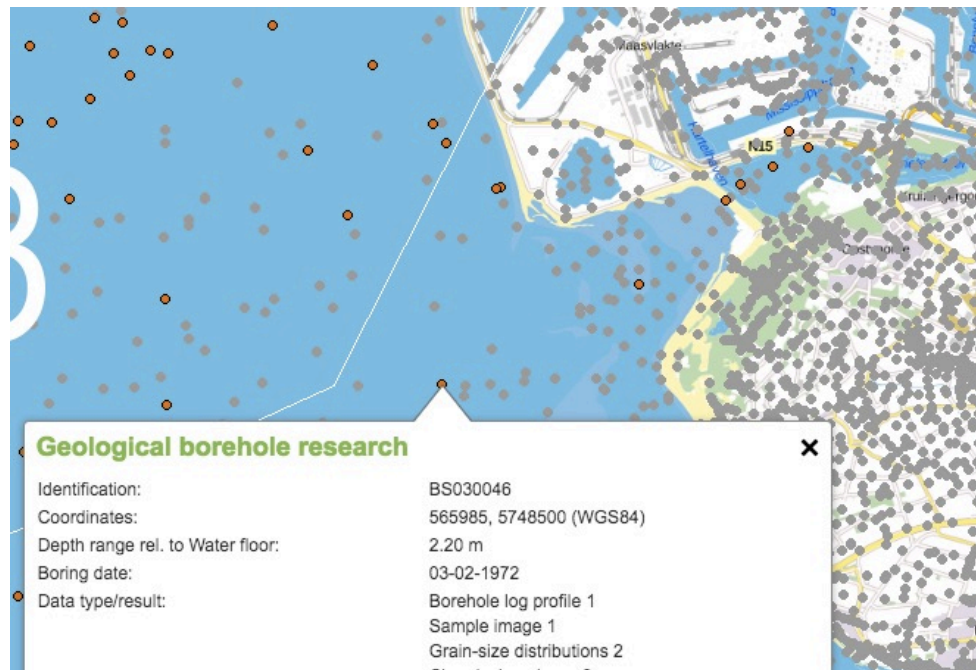 Maasvlakte
N15
Geological borehole research
Identification: BS030046
Coordinates: 565985, 5748500 (WGS84)
Depth range rel. to Water floor: 2.20 m
Boring date: 03-02-1972
Data type/result: Borehole log profile 1
Sample image 1
Grain-size distributions 2